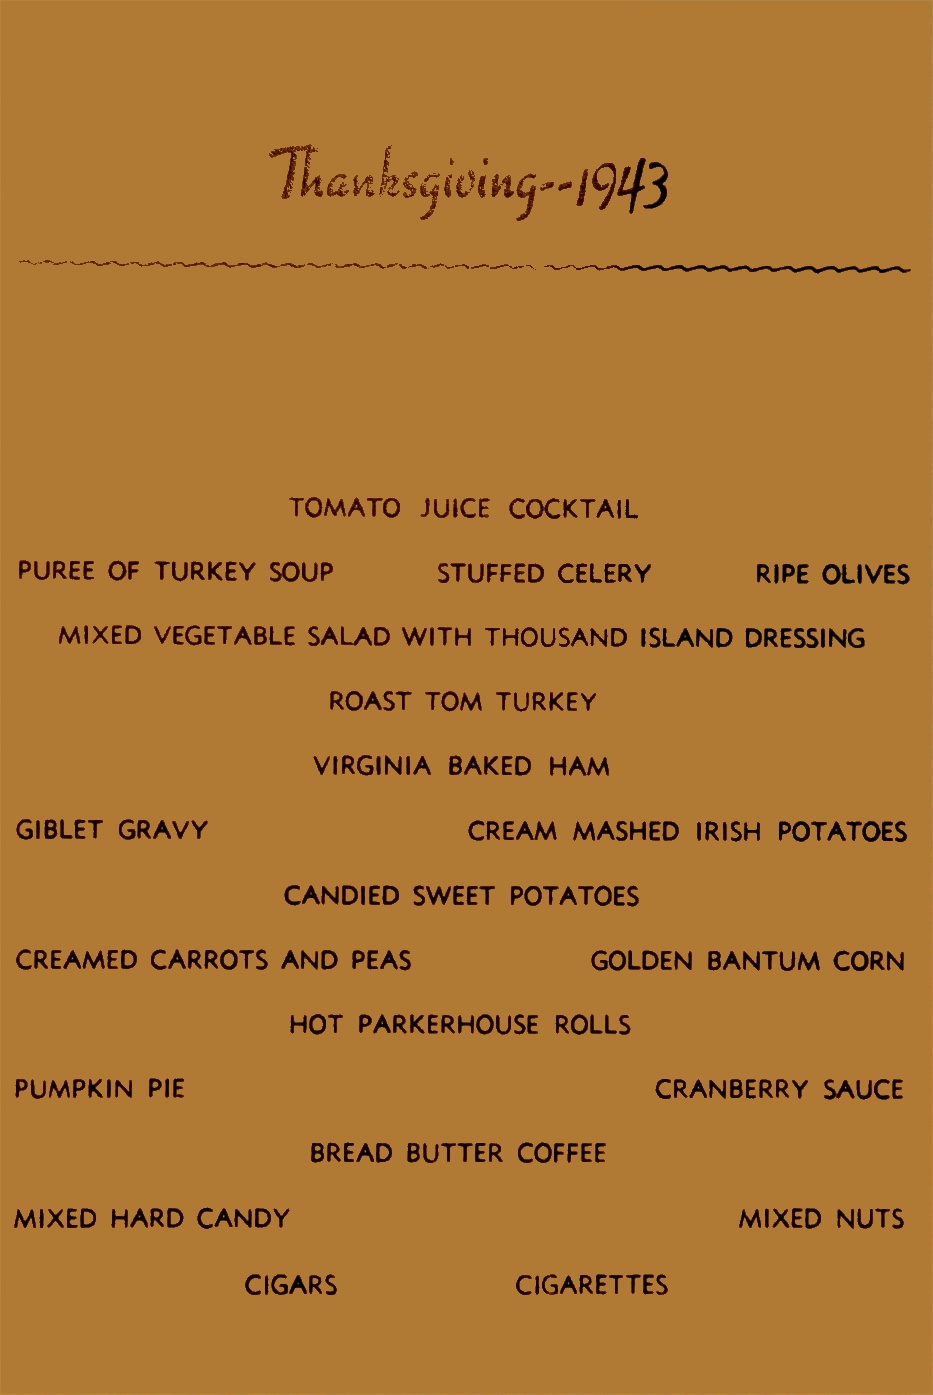 Thanksgiving--1943
TOMATO JUICE COCKTAIL
PUREE OF TURKEY SOUP STUFFED CELERY RIPE OLIVES
MIXED VEGETABLE SALAD WITH THOUSAND ISLAND DRESSING
ROAST TOM TURKEY
VIRGINIA BAKED HAM
GIBLET GRAVY CREAM MASHED IRISH POTATOES
CANDIED SWEET POTATOES
CREAMED CARROTS AND PEAS GOLDEN BANTUM CORN
HOT PARKERHOUSE ROLLS
PUMPKIN PIE CRANBERRY SAUCE
BREAD BUTTER COFFEE
MIXED HARD CANDY MIXED NUTS
CIGARS CIGARETTES